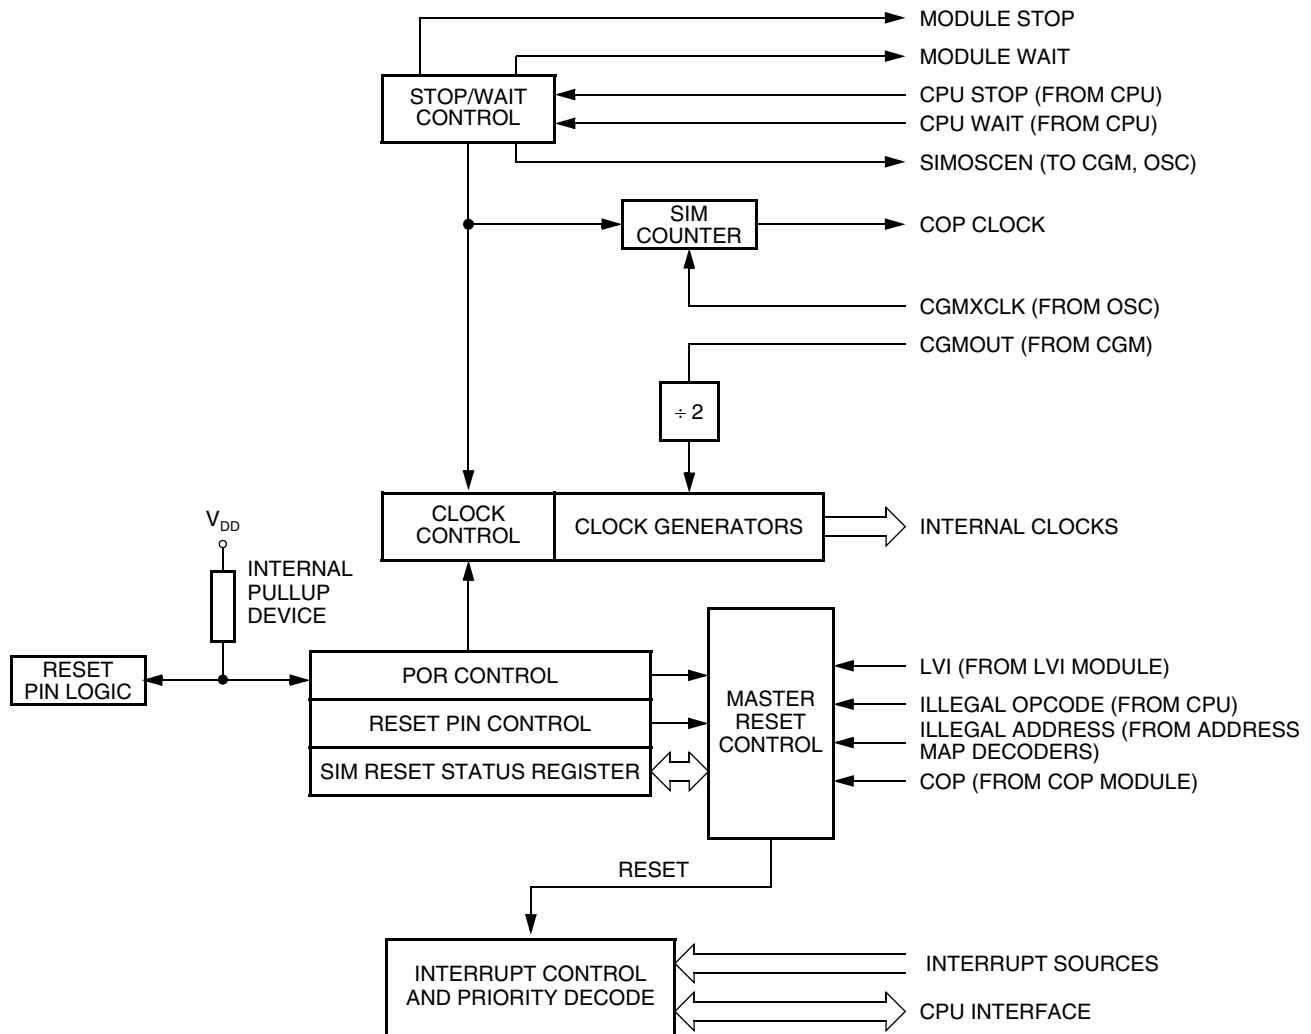 MODULE STOP
MODULE WAIT
STOP/WAIT
CONTROL
CPU STOP (FROM CPU)
CPU WAIT (FROM CPU)
SIMOSCEN (TO CGM, OSC)
SIM
COUNTER
COP CLOCK
CGMXCLK (FROM OSC)
CGMOUT (FROM CGM)
÷ 2
CLOCK
CONTROL
CLOCK GENERATORS
INTERNAL CLOCKS
VDD
INTERNAL
PULLUP
DEVICE
RESET
PIN LOGIC
POR CONTROL
RESET PIN CONTROL
SIM RESET STATUS REGISTER
MASTER
RESET
CONTROL
LVI (FROM LVI MODULE)
ILLEGAL OPCODE (FROM CPU)
ILLEGAL ADDRESS (FROM ADDRESS
MAP DECODERS)
COP (FROM COP MODULE)
RESET
INTERRUPT CONTROL
AND PRIORITY DECODE
INTERRUPT SOURCES
CPU INTERFACE